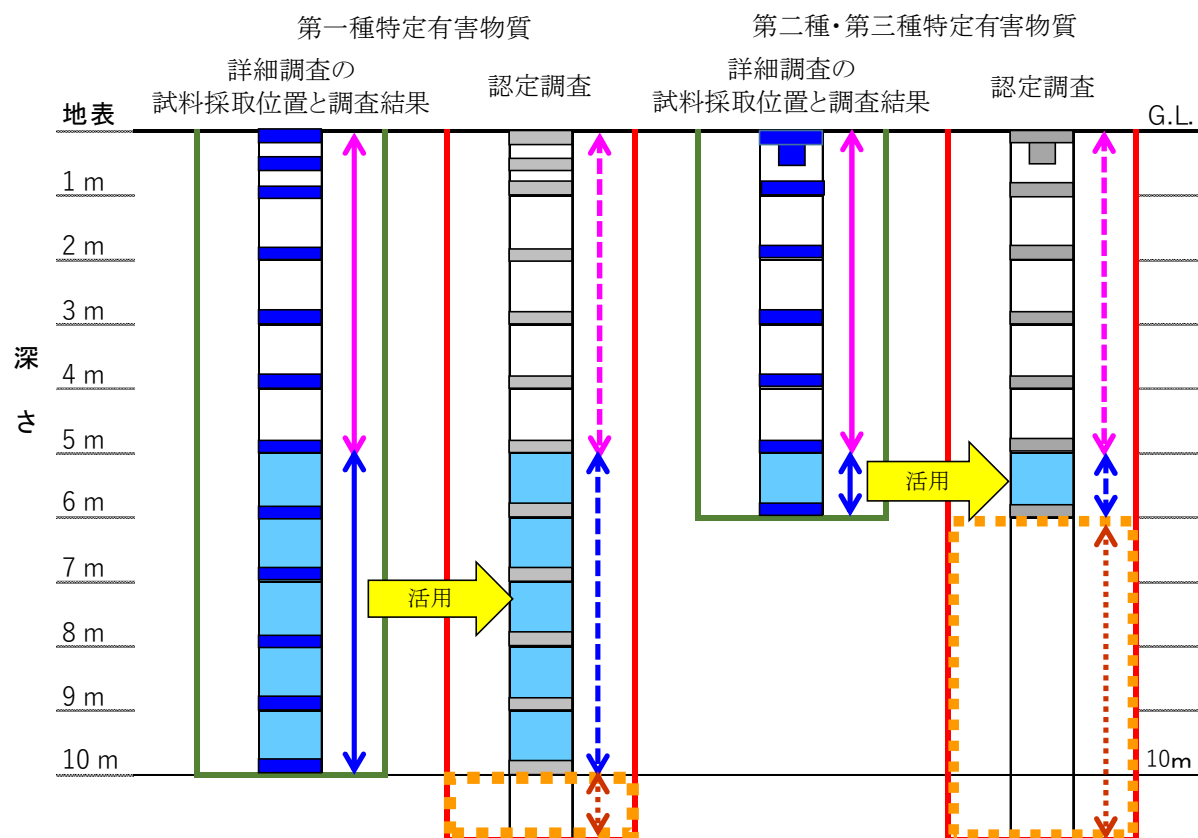 第一種特定有害物質
第二種・第三種特定有害物質
詳細調査の
試料採取位置と調査結果
認定調査
詳細調査の
試料採取位置と調査結果
認定調査
地表
G.L.
1 m
2 m
3 m
深
4 m
さ
5 m
活用
6 m
7 m
活用
8 m
9 m
10 m
10m